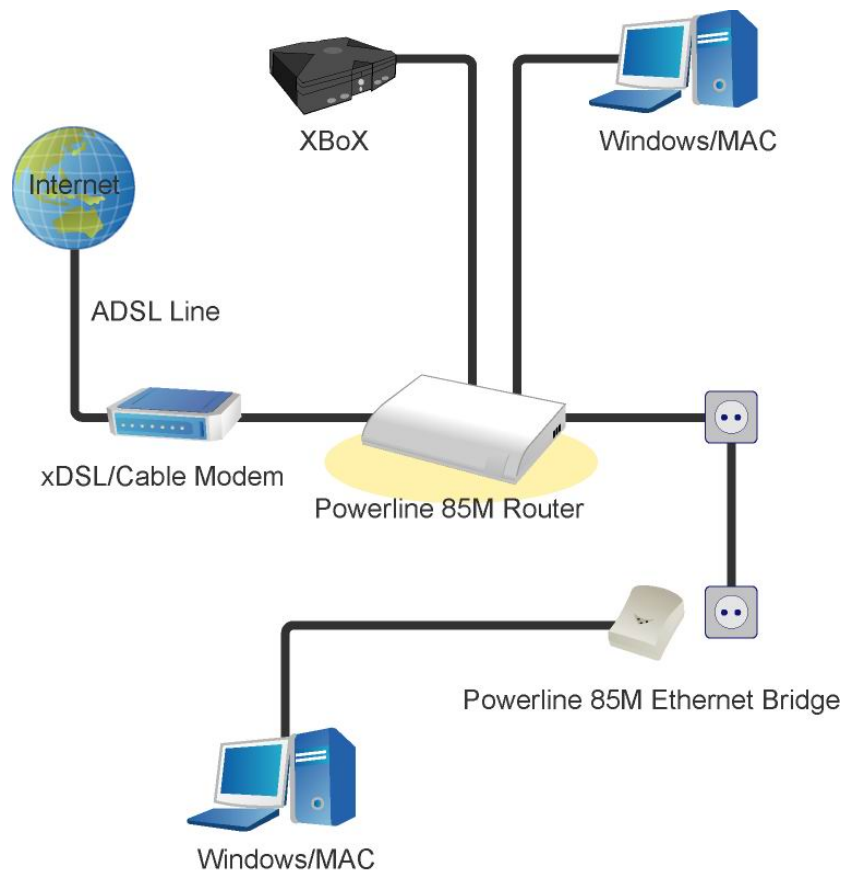 XBoX
Windows/MAC
Internet
ADSL Line
xDSL/Cable Modem
Powerline 85M Router
Powerline 85M Ethernet Bridge
Windows/MAC